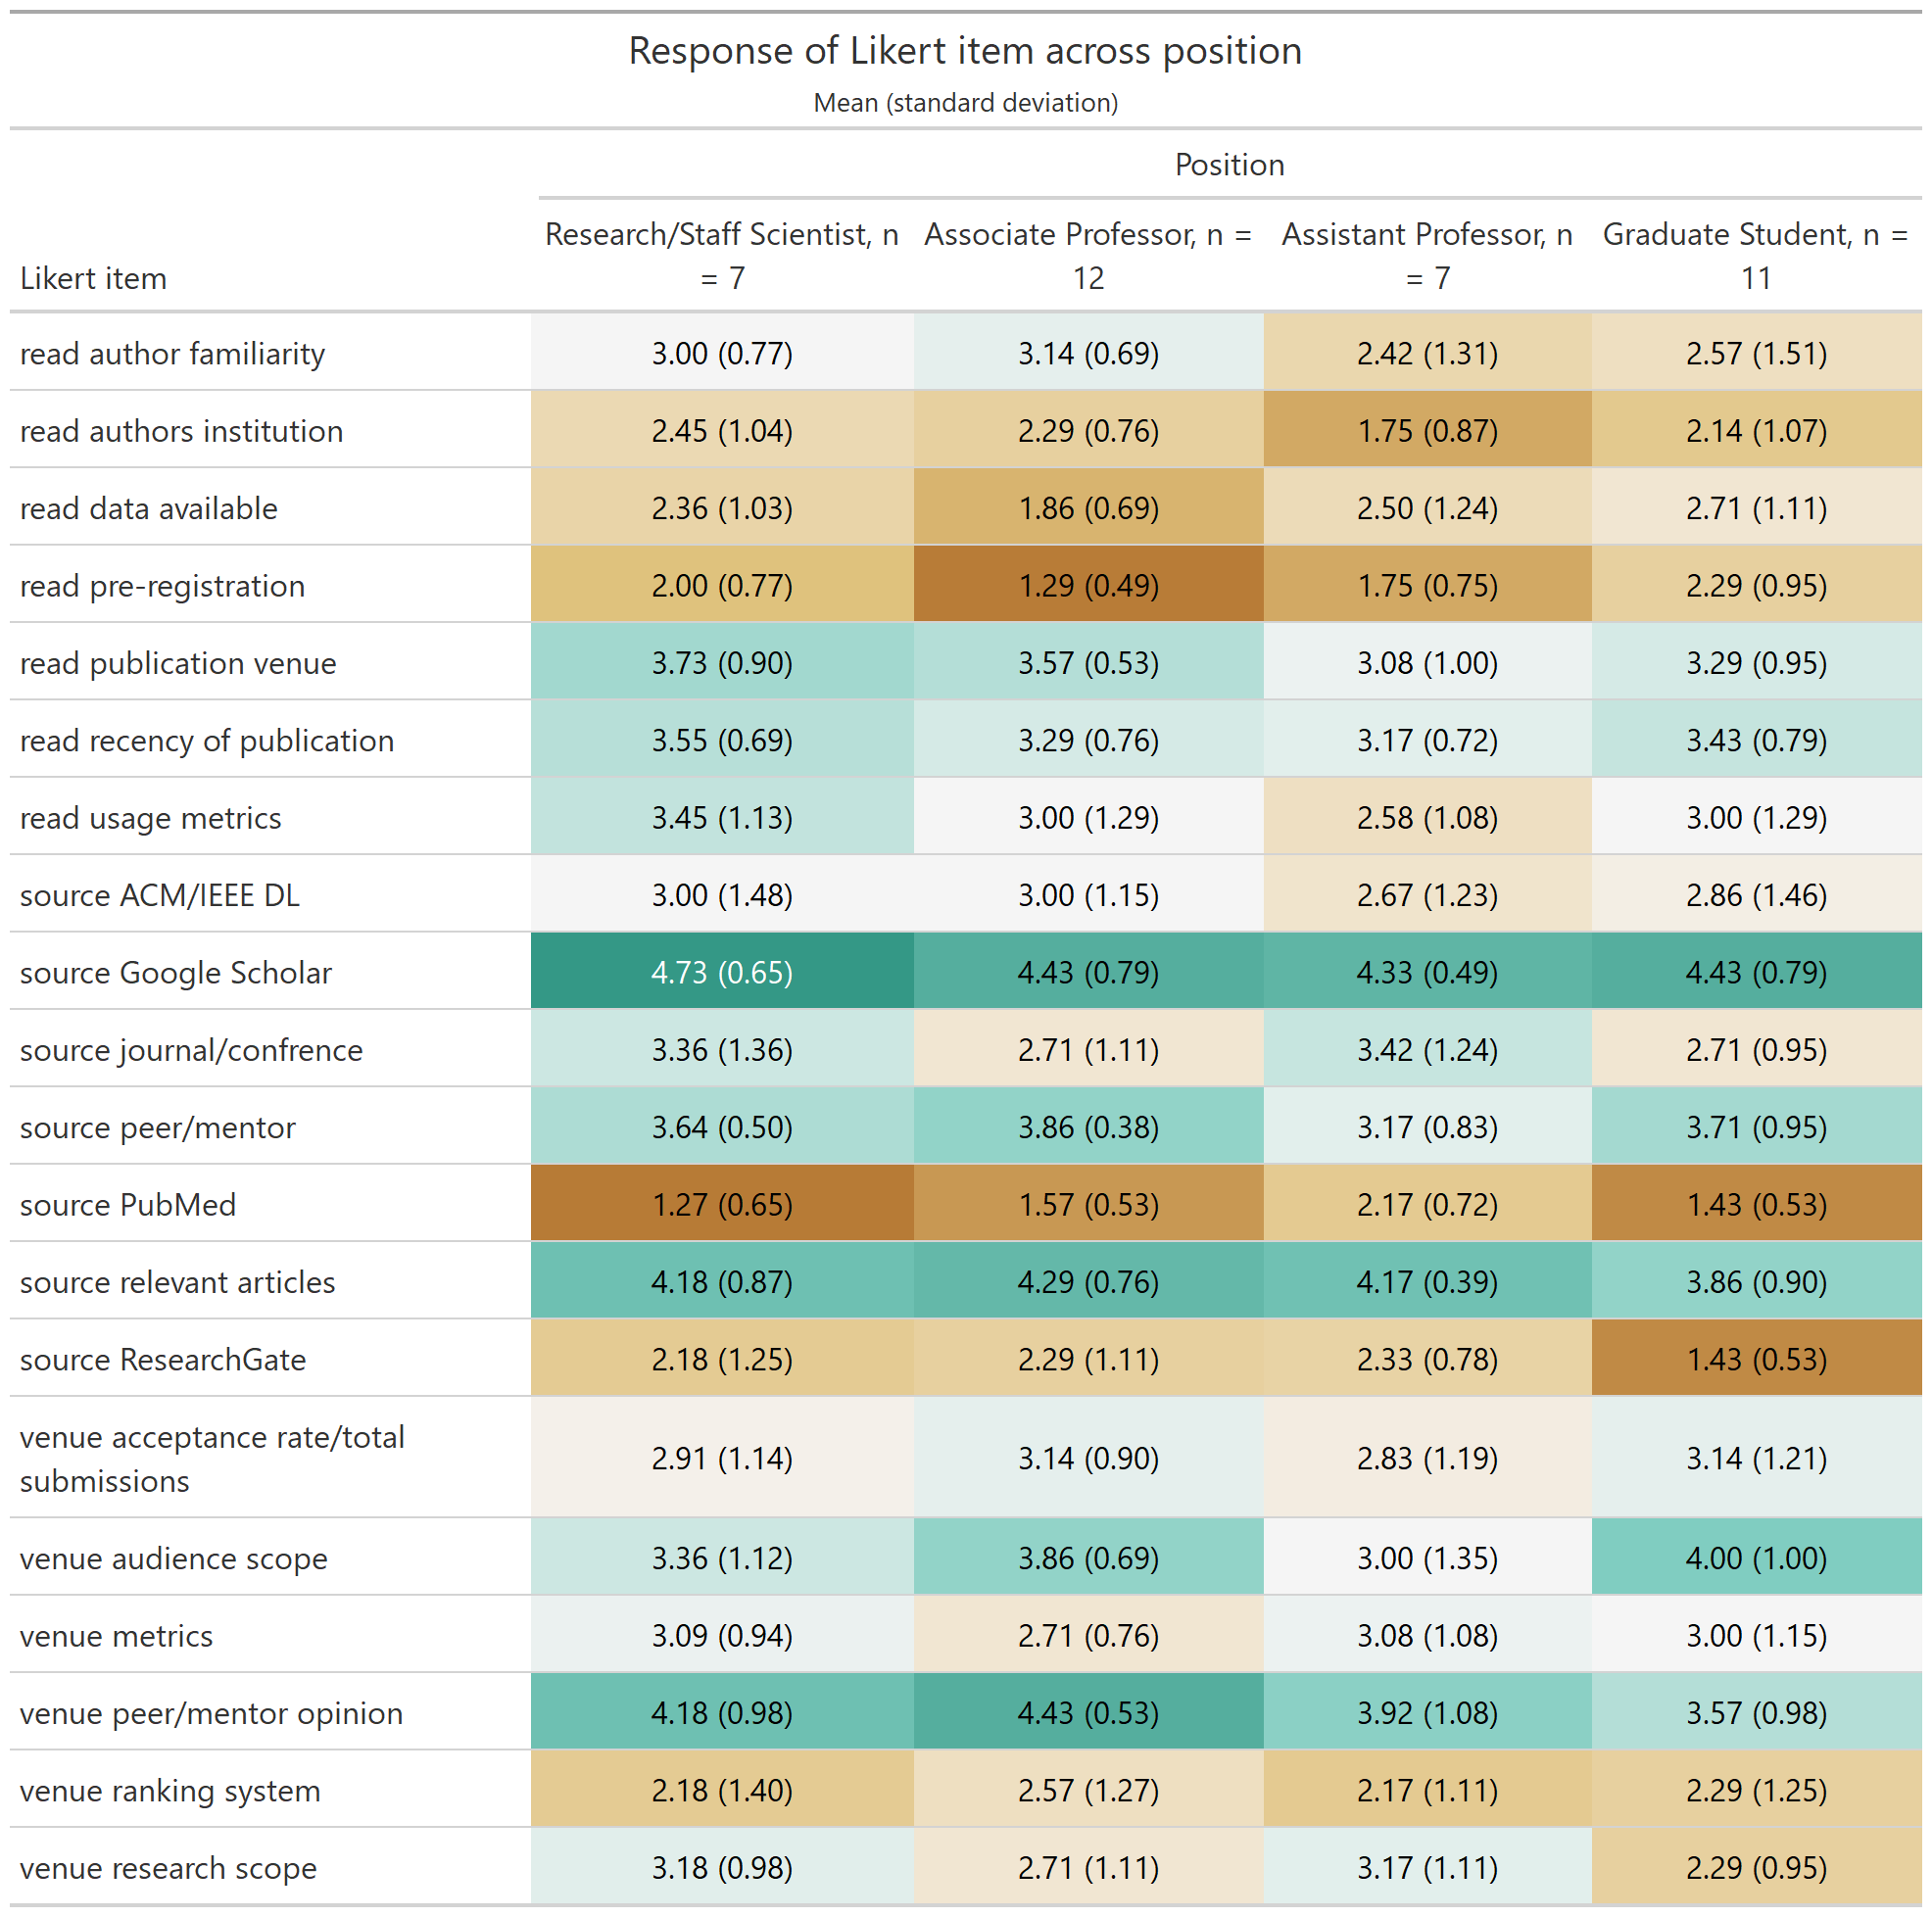 Response of Likert item across position
Mean (standard deviation)
Position
Likert item
Research/Staff Scientist, n
= 7
Associate Professor, n =
12
Assistant Professor, n
= 7
Graduate Student, n =
11
read author familiarity 3.00 (0.77) 3.14 (0.69) 2.42 (1.31) 2.57 (1.51)
read authors institution 2.45 (1.04) 2.29 (0.76) 1.75 (0.87) 2.14 (1.07)
read data available 2.36 (1.03) 1.86 (0.69) 2.50 (1.24) 2.71 (1.11)
read pre-registration 2.00 (0.77) 1.29 (0.49) 1.75 (0.75) 2.29 (0.95)
read publication venue 3.73 (0.90) 3.57 (0.53) 3.08 (1.00) 3.29 (0.95)
read recency of publication 3.55 (0.69) 3.29 (0.76) 3.17 (0.72) 3.43 (0.79)
read usage metrics 3.45 (1.13) 3.00 (1.29) 2.58 (1.08) 3.00 (1.29)
source ACM/IEEE DL 3.00 (1.48) 3.00 (1.15) 2.67 (1.23) 2.86 (1.46)
source Google Scholar 4.73 (0.65) 4.43 (0.79) 4.33 (0.49) 4.43 (0.79)
source journal/confrence 3.36 (1.36) 2.71 (1.11) 3.42 (1.24) 2.71 (0.95)
source peer/mentor 3.64 (0.50) 3.86 (0.38) 3.17 (0.83) 3.71 (0.95)
source PubMed 1.27 (0.65) 1.57 (0.53) 2.17 (0.72) 1.43 (0.53)
source relevant articles 4.18 (0.87) 4.29 (0.76) 4.17 (0.39) 3.86 (0.90)
source ResearchGate 2.18 (1.25) 2.29 (1.11) 2.33 (0.78) 1.43 (0.53)
venue acceptance rate/total
submissions 2.91 (1.14) 3.14 (0.90) 2.83 (1.19) 3.14 (1.21)
venue audience scope 3.36 (1.12) 3.86 (0.69) 3.00 (1.35) 4.00 (1.00)
venue metrics 3.09 (0.94) 2.71 (0.76) 3.08 (1.08) 3.00 (1.15)
venue peer/mentor opinion 4.18 (0.98) 4.43 (0.53) 3.92 (1.08) 3.57 (0.98)
venue ranking system 2.18 (1.40) 2.57 (1.27) 2.17 (1.11) 2.29 (1.25)
venue research scope 3.18 (0.98) 2.71 (1.11) 3.17 (1.11) 2.29 (0.95)